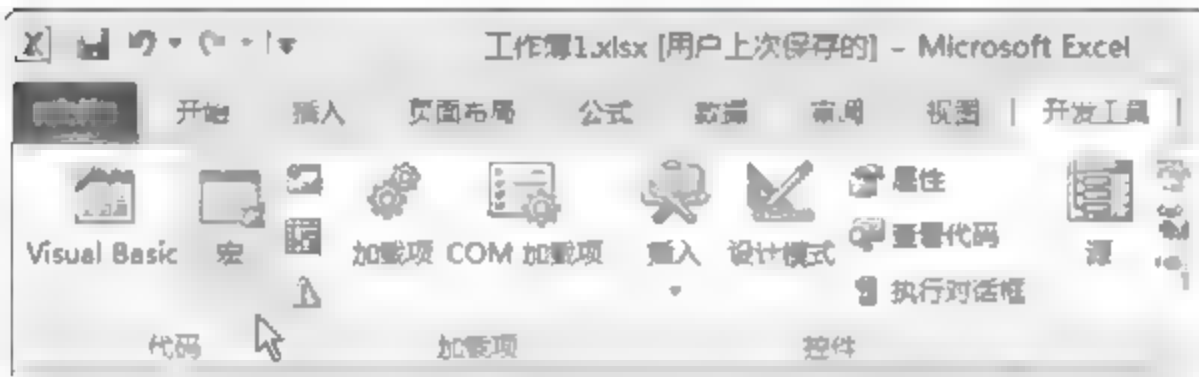 工作簿1.xlsx [用户上次保存的] - Microsoft Excel
开始 插入 页面布局 公式 数据 审阅 视图 开发工具
属性
查看代码
Visual Basic 宏 加载项 COM 加载项 插入 设计模式 源
执行对话框
代码 加载项 控件